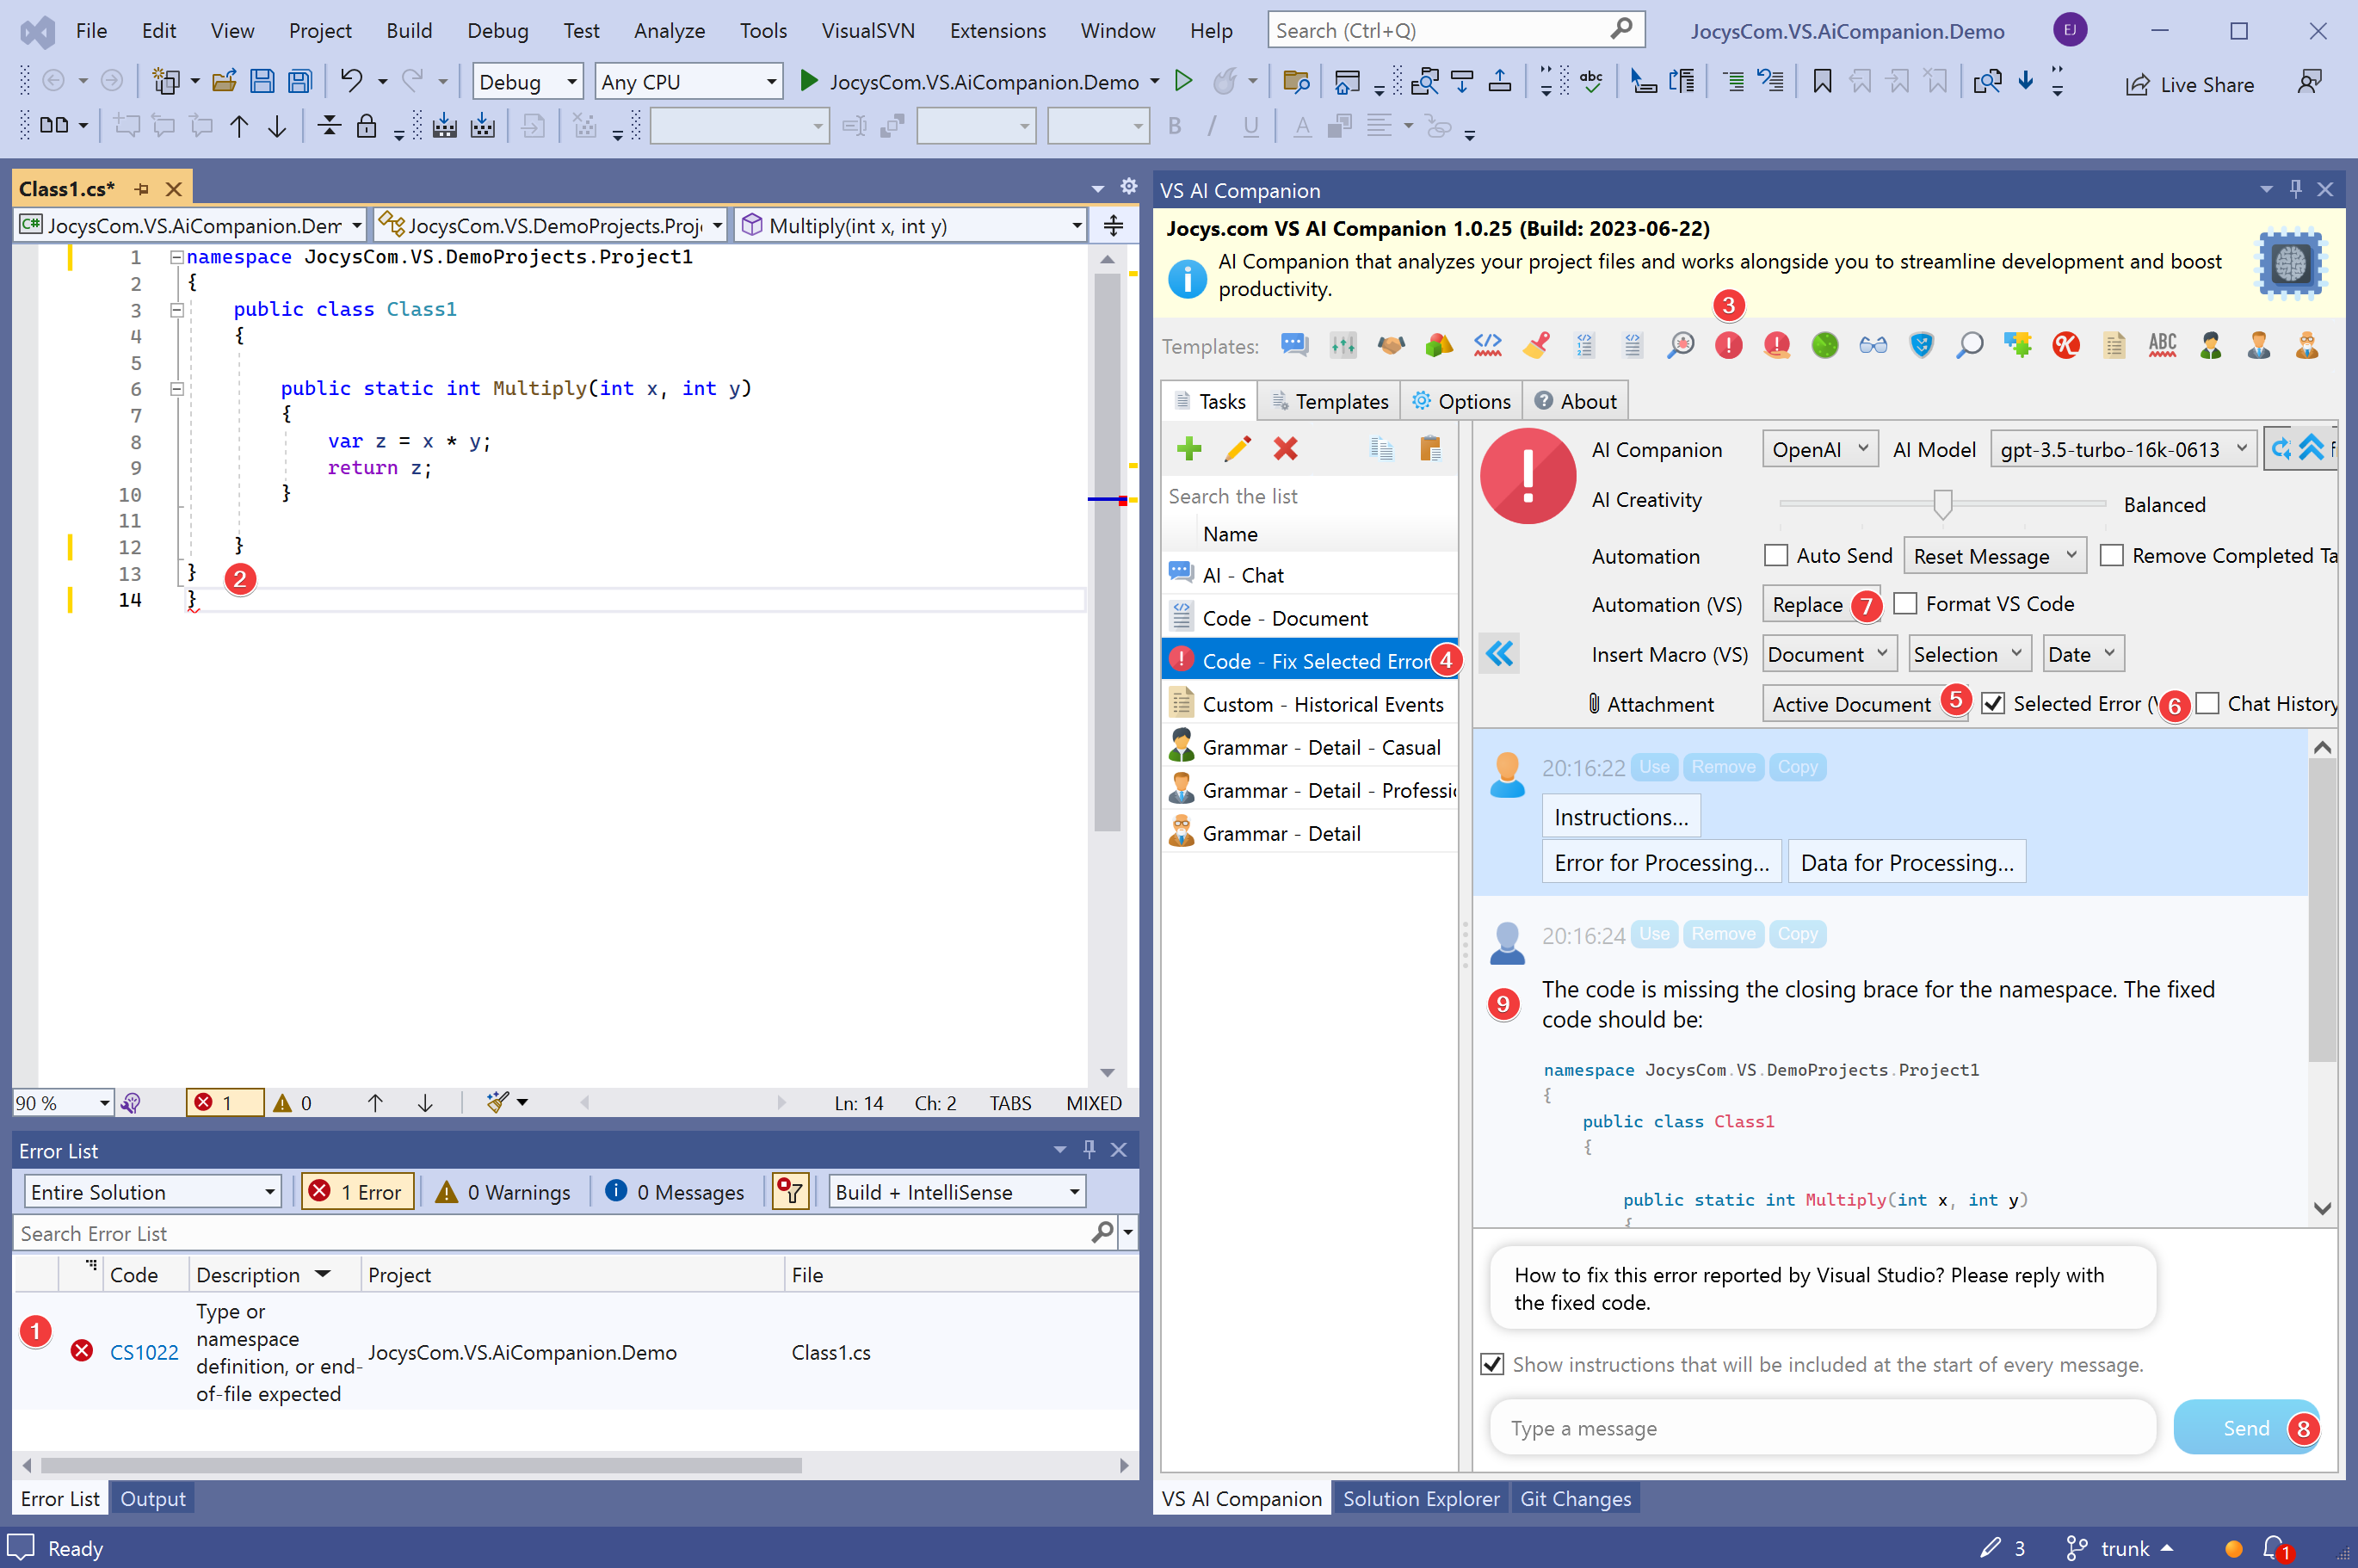 File Edit View Project Build Debug Test Analyze Tools VisualSVN Extensions Window Help Search (Ctrl+Q) JocysCom.VS.AiCompanion.Demo EJ
Debug Any CPU JocysCom.VS.AiCompanion.Demo abc Live Share
B I U A
Class1.cs*
C# JocysCom.VS.AiCompanion.Dem JocysCom.VS.DemoProjects.Proj Multiply(int x, int y)
1 namespace JocysCom.VS.DemoProjects.Project1
2 {
3 public class Class1
4 {
5
6 public static int Multiply(int x, int y)
7 {
8 var z = x * y;
9 return z;
10 }
11
12 }
13 } 2
14 }
90 % 1 0 Ln: 14 Ch: 2 TABS MIXED
Error List
Entire Solution 1 Error 0 Warnings 0 Messages Build + IntelliSense
Search Error List
Code Description Project File
1 CS1022 Type or
namespace
definition, or end-
of-file expected
JocysCom.VS.AiCompanion.Demo Class1.cs
Error List Output
VS AI Companion
Jocys.com VS AI Companion 1.0.25 (Build: 2023-06-22)
AI Companion that analyzes your project files and works alongside you to streamline development and boost
productivity.
3
Templates: ABC
Tasks Templates Options About
Search the list
Name
AI - Chat
Code - Document
Code - Fix Selected Error 4
Custom - Historical Events
Grammar - Detail - Casual
Grammar - Detail - Professi
Grammar - Detail
AI Companion OpenAI AI Model gpt-3.5-turbo-16k-0613
AI Creativity Balanced
Automation Auto Send Reset Message Remove Completed Ta
Automation (VS) Replace 7 Format VS Code
Insert Macro (VS) Document Selection Date
Attachment Active Document 5 Selected Error (V 6 Chat History
20:16:22 Use Remove Copy
Instructions...
Error for Processing... Data for Processing...
20:16:24 Use Remove Copy
9 The code is missing the closing brace for the namespace. The fixed
code should be:
namespace JocysCom.VS.DemoProjects.Project1
{
public class Class1
{
public static int Multiply(int x, int y)
{
How to fix this error reported by Visual Studio? Please reply with
the fixed code.
Show instructions that will be included at the start of every message.
Type a message Send 8
VS AI Companion Solution Explorer Git Changes
Ready 3 trunk 1